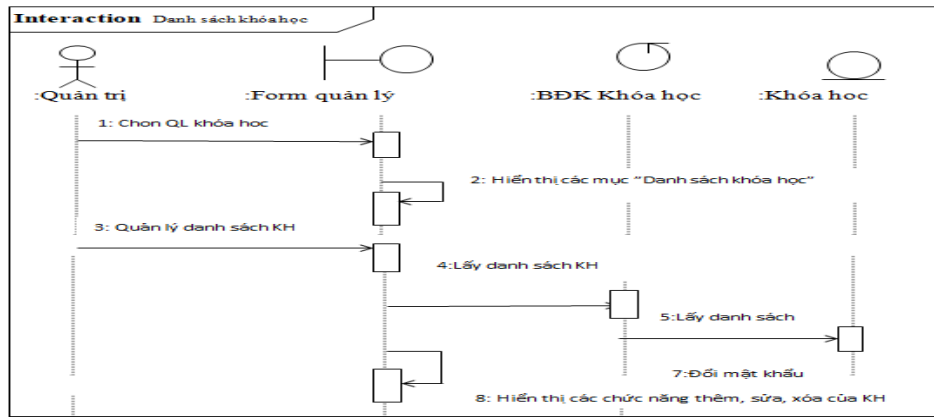 Interaction Danh sách khóa học
:Quản trị :Form quản lý :BĐK Khóa học :Khóa hoc
1: Chon QL khóa hoc
2: Hiển thị các mục “Danh sách khóa học”
3: Quản lý danh sách KH
4:Lấy danh sách KH
5:Lấy danh sách
7:Đổi mật khẩu
8: Hiển thị các chức năng thêm, sửa, xóa của KH